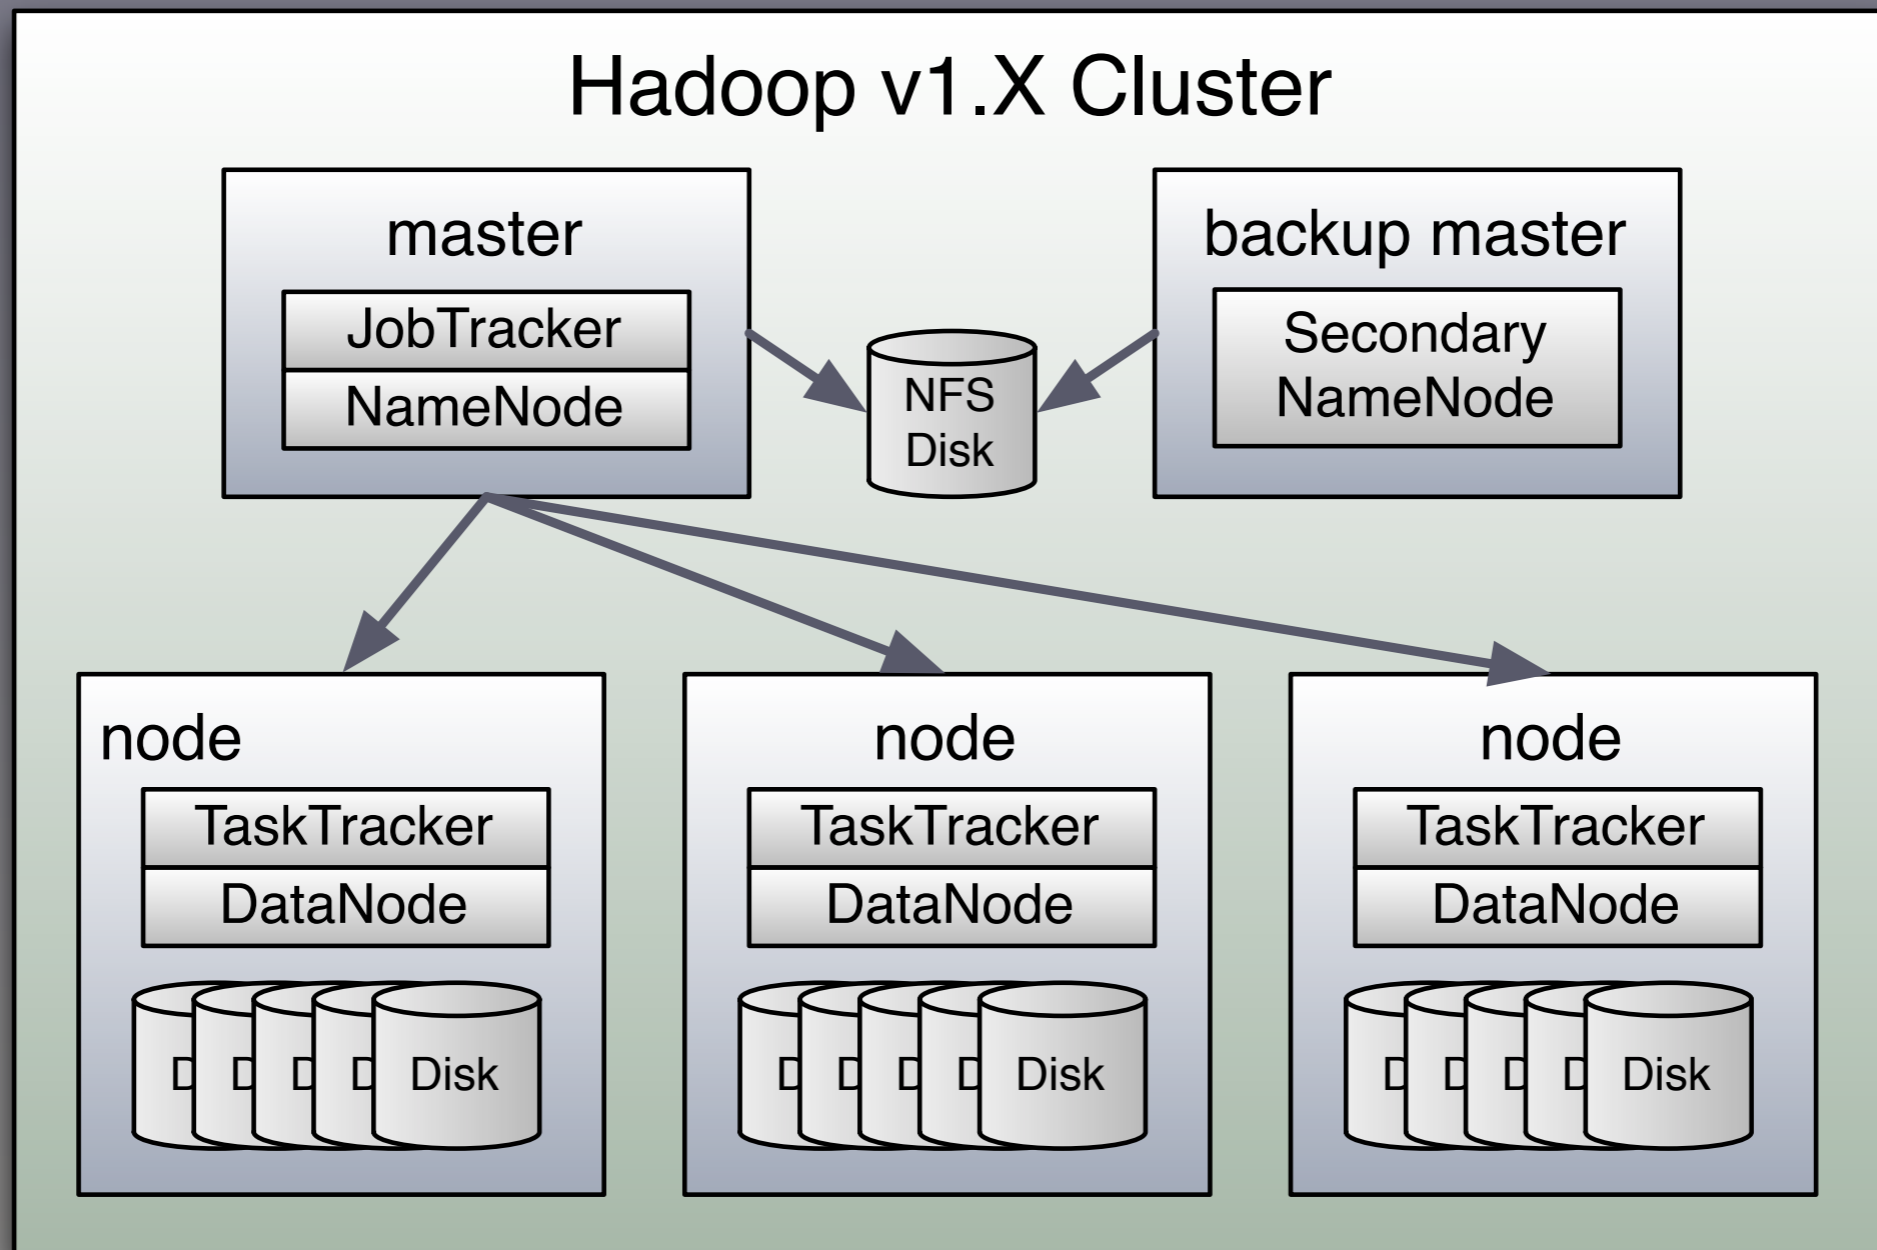 Hadoop v1.X Cluster
master
JobTracker
NameNode
NFS
Disk
backup master
Secondary
NameNode
node
TaskTracker
DataNode
D D D D Disk
node
TaskTracker
DataNode
D D D D Disk
node
TaskTracker
DataNode
D D D D Disk